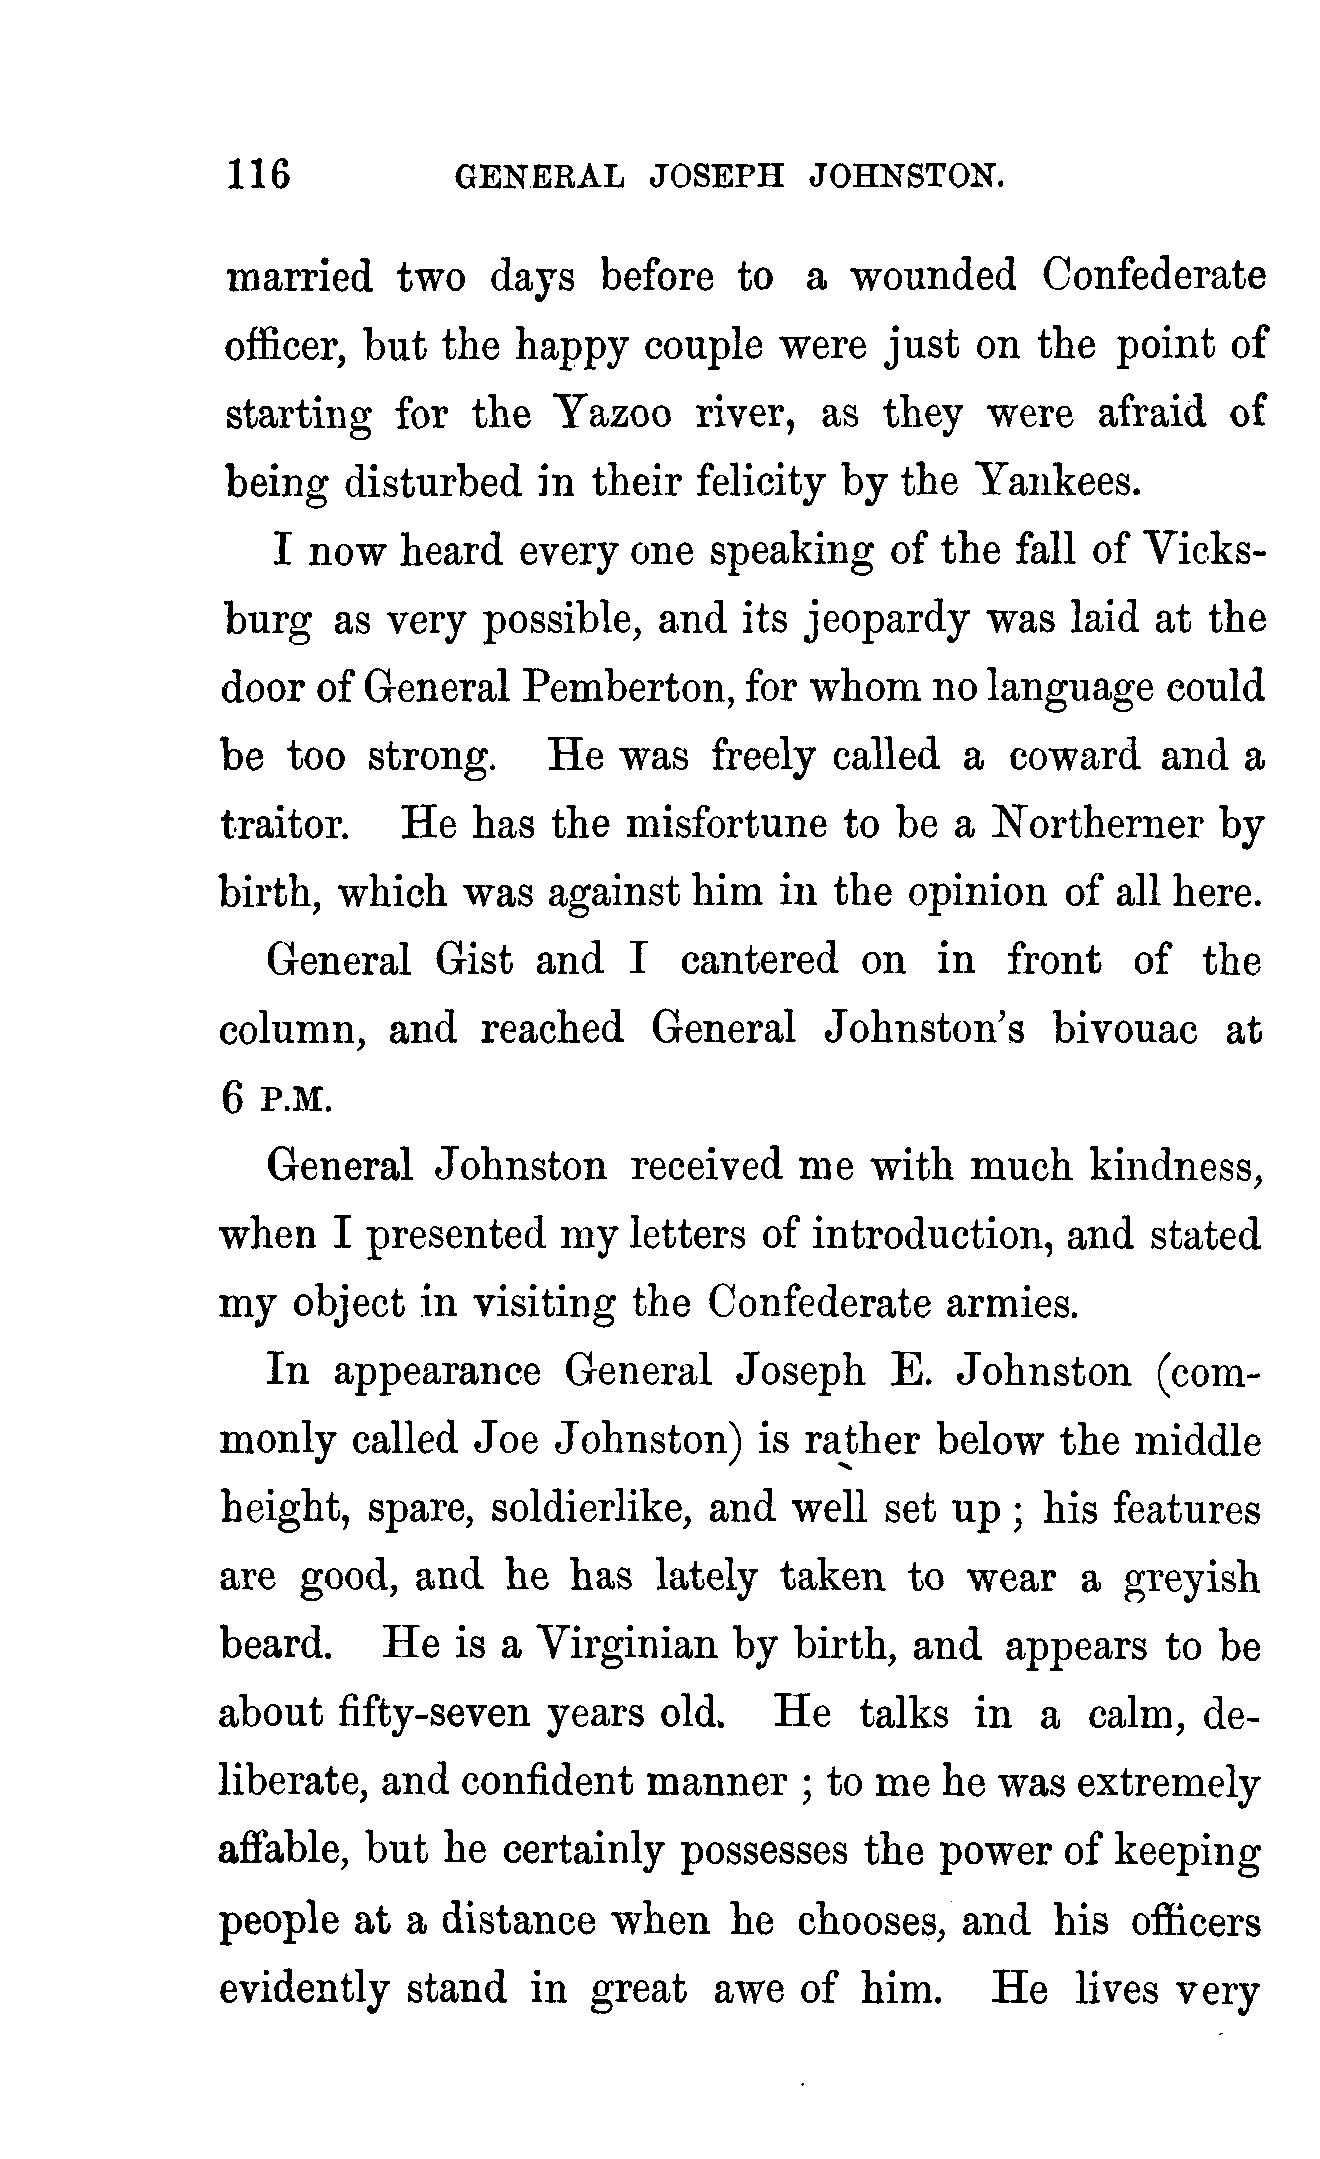 116 GENERAL JOSEPH JOHNSTON.
married two days before to a wounded Confederate
officer, but the happy couple were just on the point of
starting for the Yazoo river, as they were afraid of
being disturbed in their felicity by the Yankees.
I now heard every one speaking of the fall of Vicks-
burg as very possible, and its jeopardy was laid at the
door of General Pemberton, for whom no language could
be too strong. He was freely called a coward and a
traitor. He has the misfortune to be a Northerner by
birth, which was against him in the opinion of all here.
General Gist and I cantered on in front of the
column, and reached General Johnston's bivouac at
6 P.M.
General Johnston received me with much kindness,
when I presented my letters of introduction, and stated
my object in visiting the Confederate armies.
In appearance General Joseph E. Johnston (com-
monly called Joe Johnston) is rather below the middle
height, spare, soldierlike, and well set up ; his features
are good, and he has lately taken to wear a greyish
beard. He is a Virginian by birth, and appears to be
about fifty-seven years old. He talks in a calm, de-
liberate, and confident manner ; to me he was extremely
affable, but he certainly possesses the power of keeping
people at a distance when he chooses, and his officers
evidently stand in great awe of him. He lives very